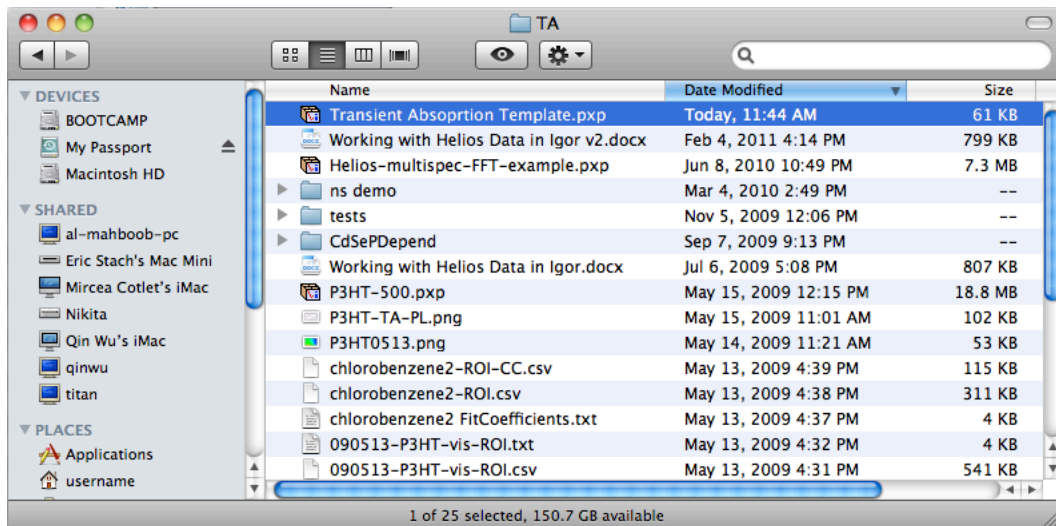 TA
Name Date Modified Size
DEVICES
BOOTCAMP
My Passport
Macintosh HD
SHARED
al-mahboob-pc
Eric Stach's Mac Mini
Mircea Cotlet's iMac
Nikita
Qin Wu's iMac
qinwu
titan
PLACES
Applications
username
Transient Absoprtion Template.pxp Today, 11:44 AM 61 KB
Working with Helios Data in Igor v2.docx Feb 4, 2011 4:14 PM 799 KB
Helios-multispec-FFT-example.pxp Jun 8, 2010 10:49 PM 7.3 MB
ns demo Mar 4, 2010 2:49 PM --
tests Nov 5, 2009 12:06 PM --
CdSePDepend Sep 7, 2009 9:13 PM --
Working with Helios Data in Igor.docx Jul 6, 2009 5:08 PM 807 KB
P3HT-500.pxp May 15, 2009 12:15 PM 18.8 MB
P3HT-TA-PL.png May 15, 2009 11:01 AM 102 KB
P3HT0513.png May 14, 2009 11:21 AM 53 KB
chlorobenzene2-ROI-CC.csv May 13, 2009 4:39 PM 115 KB
chlorobenzene2-ROI.csv May 13, 2009 4:38 PM 311 KB
chlorobenzene2 FitCoefficients.txt May 13, 2009 4:37 PM 4 KB
090513-P3HT-vis-ROI.txt May 13, 2009 4:32 PM 4 KB
090513-P3HT-vis-ROI.csv May 13, 2009 4:31 PM 541 KB
1 of 25 selected, 150.7 GB available